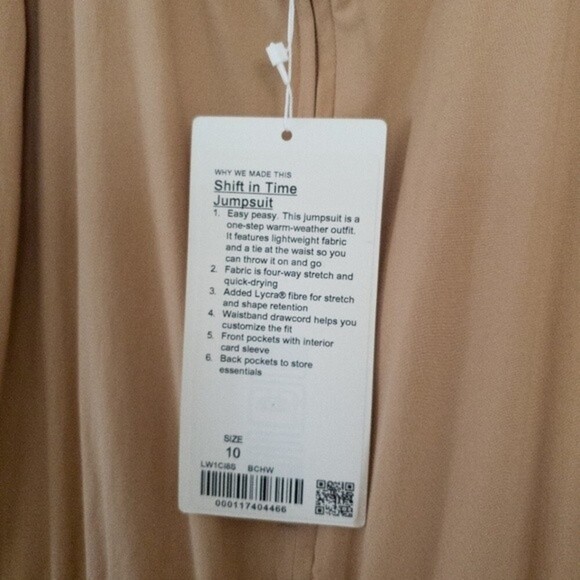 WHY WE MADE THIS
Shift in Time
Jumpsuit
1. Easy peasy. This jumpsuit is a
one-step warm-weather outfit.
It features lightweight fabric
and a tie at the waist so you
can throw it on and go
2. Fabric is four-way stretch and
quick-drying
3. Added Lycra® fibre for stretch
and shape retention
4. Waistband drawcord helps you
customize the fit
5. Front pockets with interior
card sleeve
6. Back pockets to store
essentials
SIZE
10
LW1CI6S BCHW
000117404466